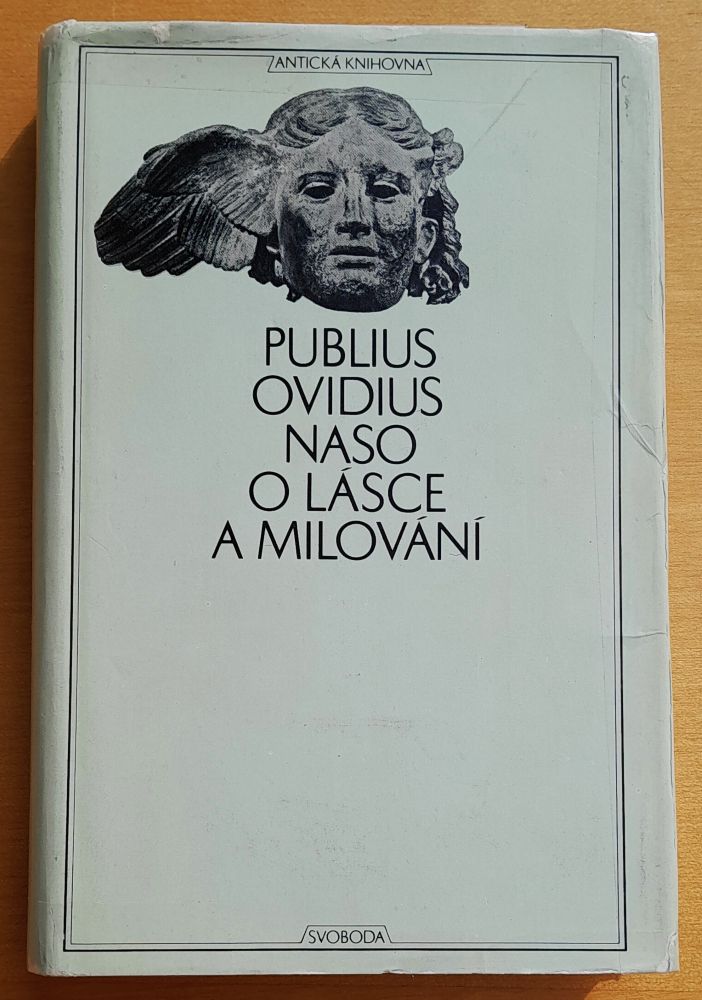 ANTICKÁ KNIHOVNA
PUBLIUS
OVIDIUS
NASO
O LÁSCE
A MILOVÁNÍ
SVOBODA